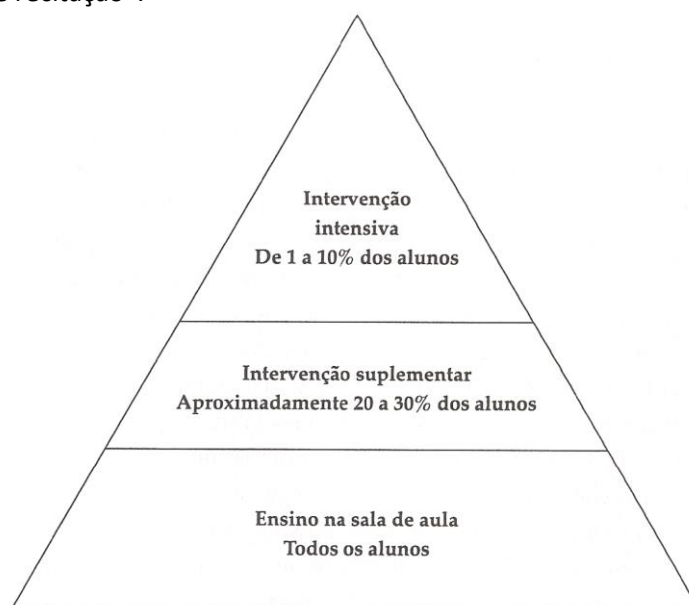 Intervenção
intensiva
De 1 a 10% dos alunos
Intervenção suplementar
Aproximadamente 20 a 30% dos alunos
Ensino na sala de aula
Todos os alunos